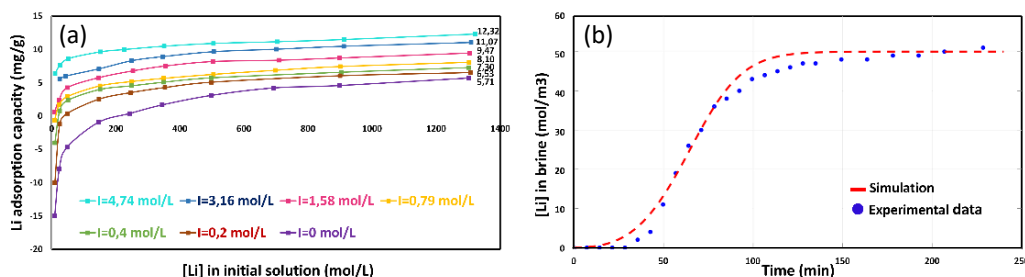 (a)
Li adsorption capacity (mg/g)
20
15
10
5
0
-5
-10
-15
-20
0 200 400 600 800 1000 1200 1400
12,32
11,07
9,47
8,10
7,30
6,55
5,71
I=4,74 mol/L I=3,16 mol/L I=1,58 mol/L I=0,79 mol/L
I=0,4 mol/L I=0,2 mol/L I=0 mol/L
[Li] in initial solution (mol/L)
(b)
[Li] in brine (mol/m3)
60
50
40
30
20
10
0
0 50 100 150 200 25
Simulation
Experimental data
Time (min)